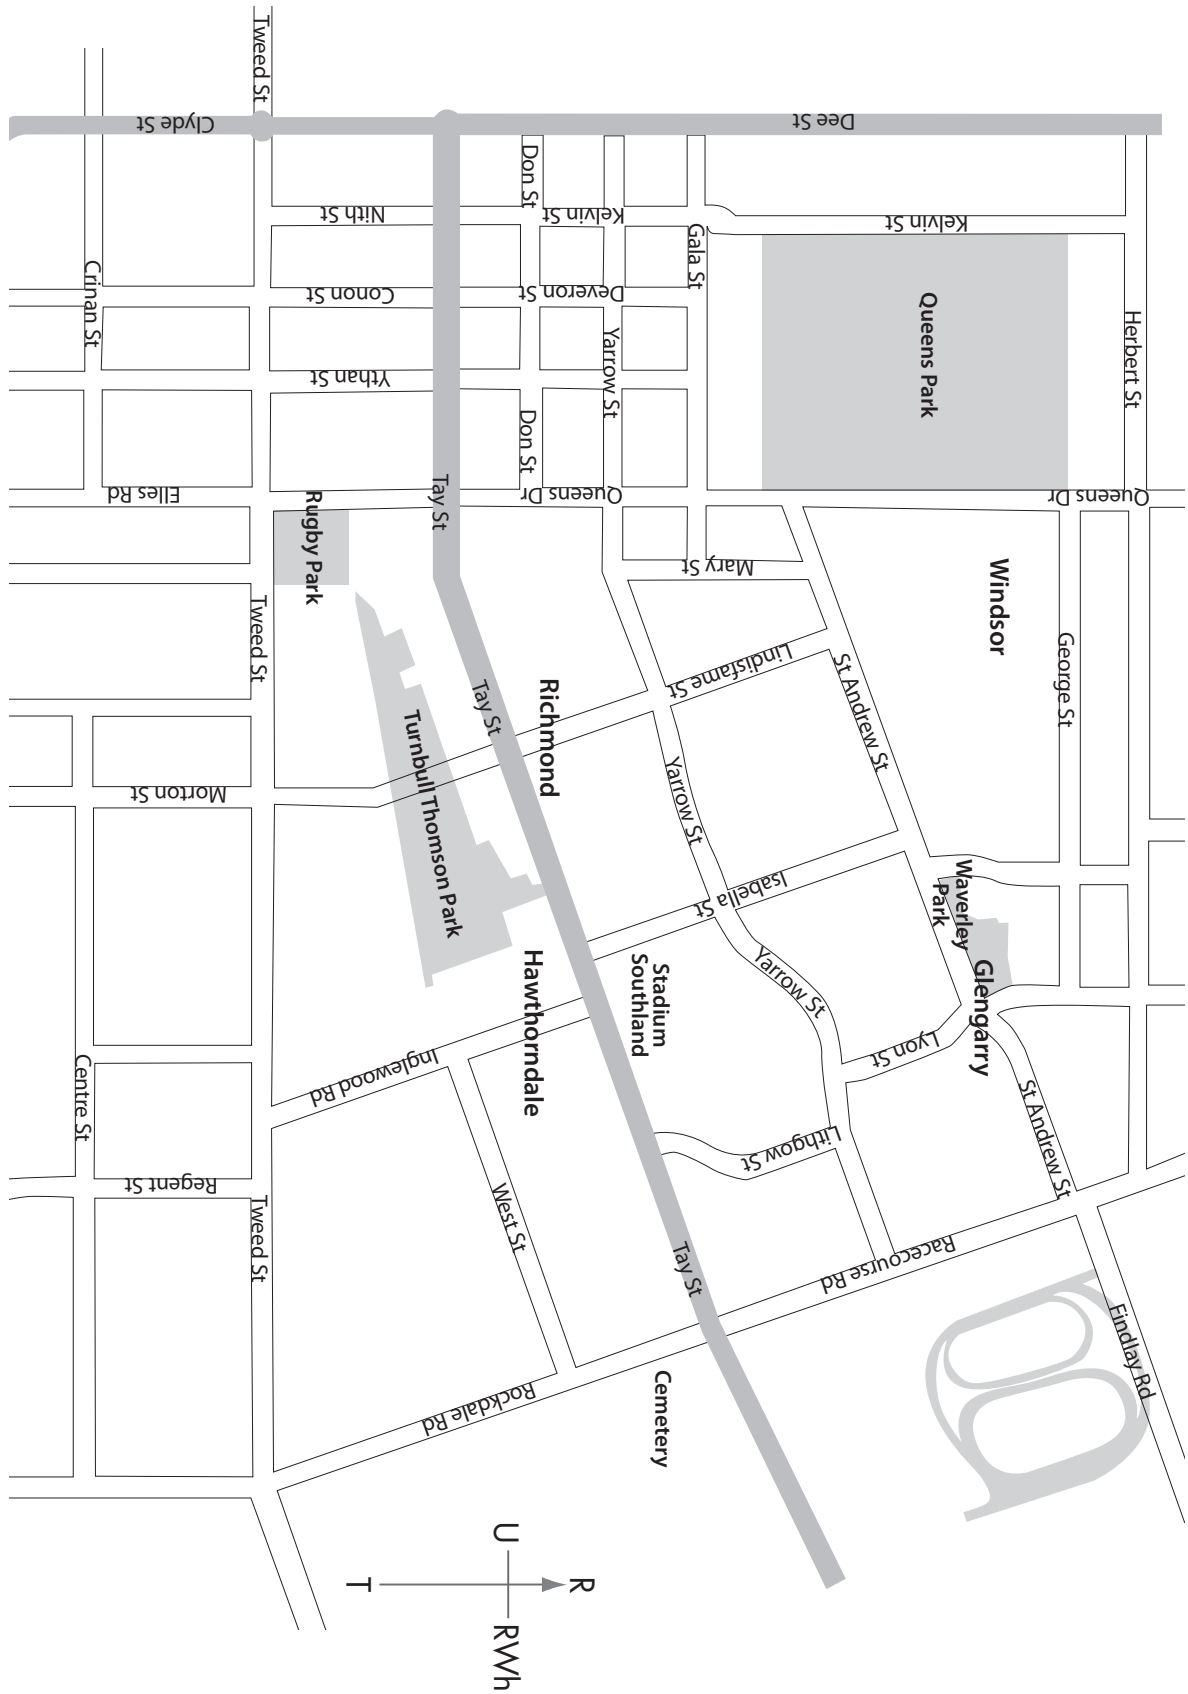 Tweed St
Clyde St
Dee St
Don St
Nith St
Kelvin St
Kelvin St
Gala St
Crinan St
Conon St
Deveron St
Queens Park
Herbert St
Yarrow St
Ythan St
Don St
Elles Rd
Tay St
Queens Dr
Queens Dr
Rugby Park
Mary St
Windsor
Tweed St
Lindisfame St
George St
St Andrew St
Richmond
Tay St
Turnbull Thomson Park
Yarrow St
Morton St
Isabella St
Waverley
Park
Glengarry
Hawthorndale
Stadium
Southland
Yarrow St
Lyon St
Centre St
Inglewood Rd
St Andrew St
Lithgow St
Regent St
West St
Tweed St
Tay St
Racecourse Rd
Findlay Rd
Rockdale Rd
Cemetery
U
R
T
RWh